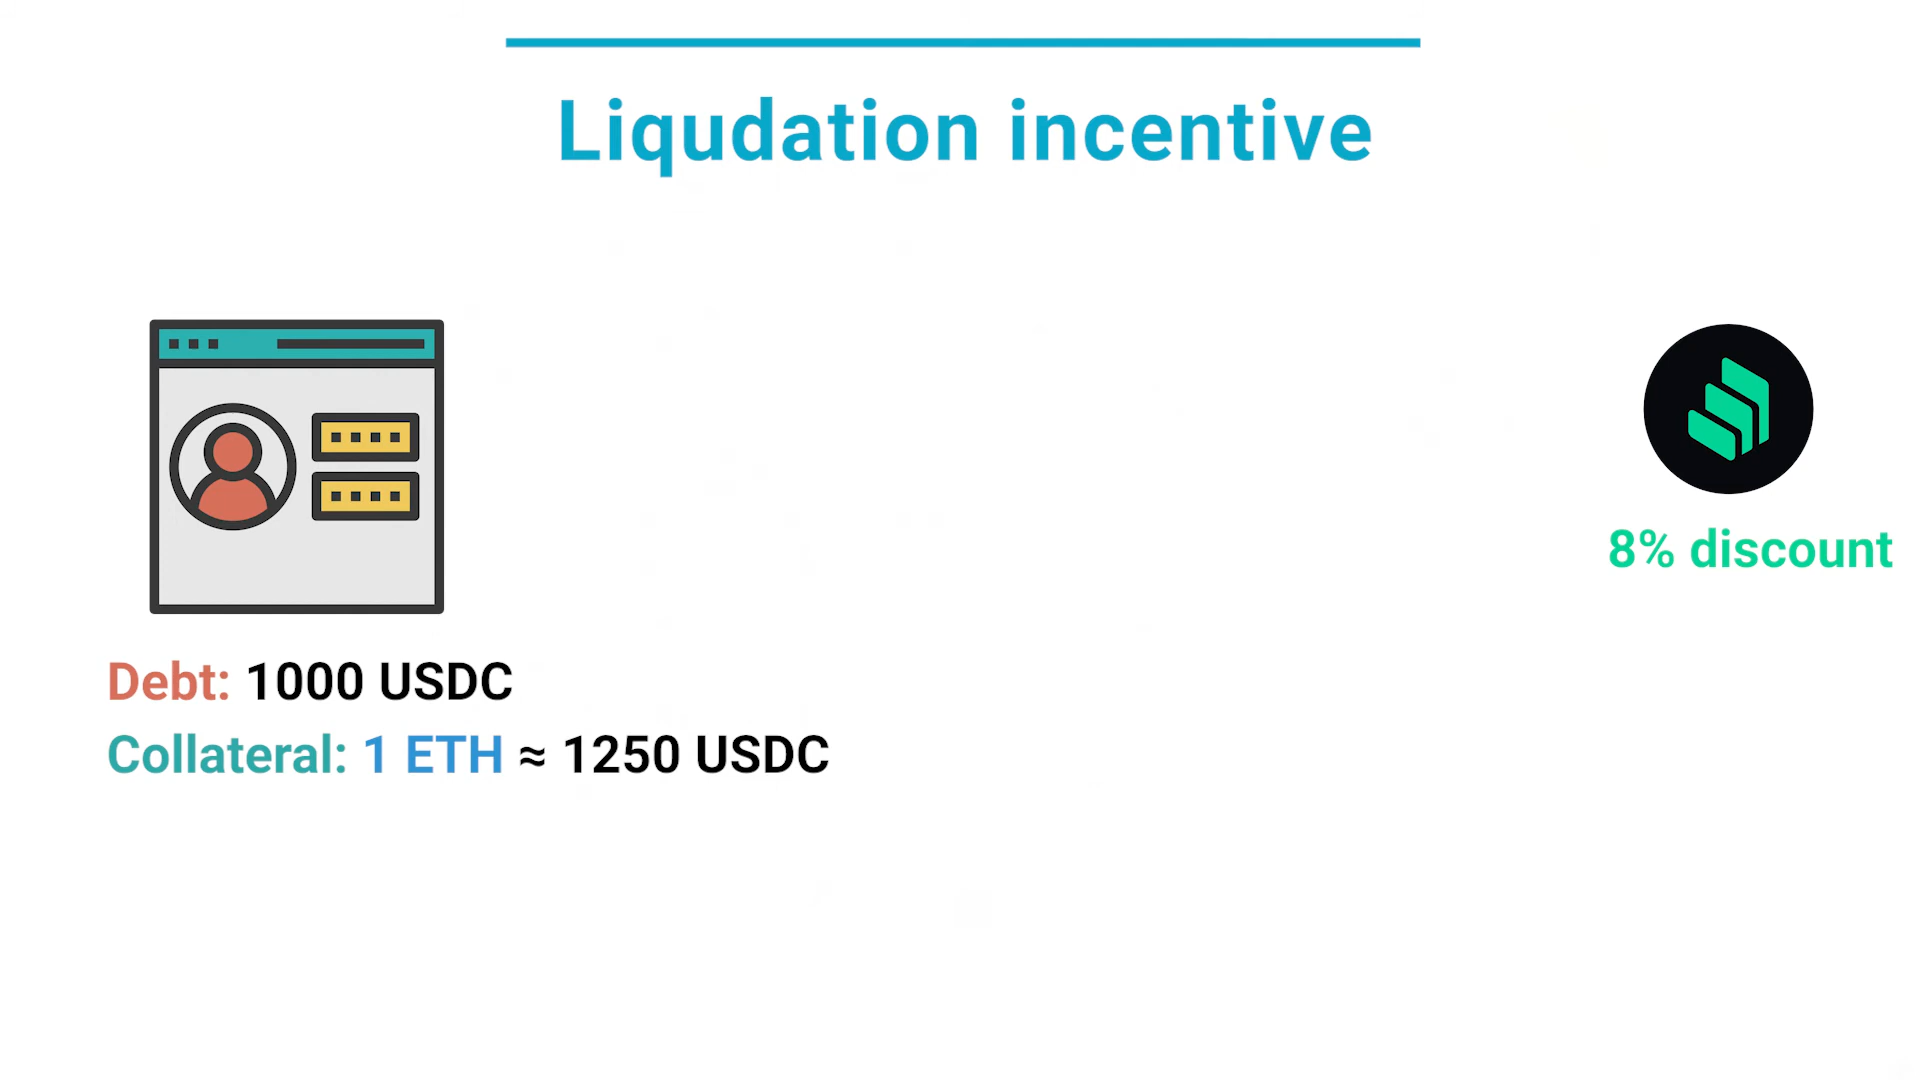 Liqudation incentive
8% discount
Debt: 1000 USDC
Collateral: 1 ETH ≈ 1250 USDC